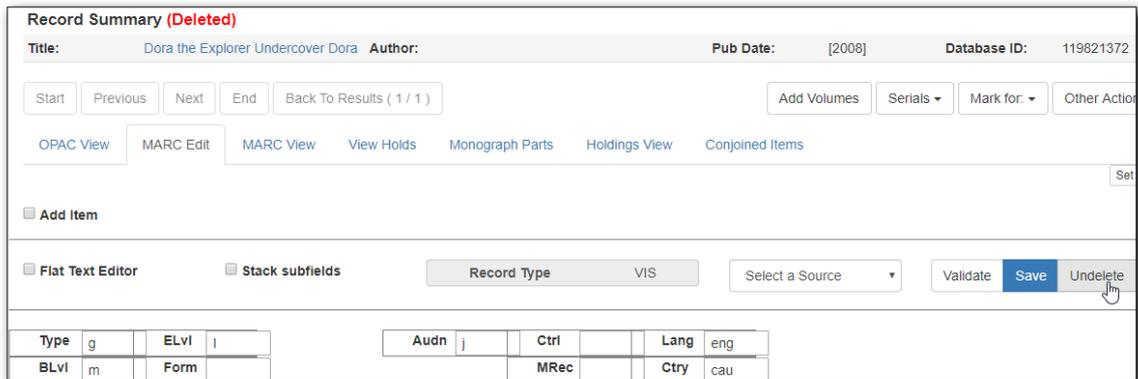 Record Summary (Deleted)
Title: Dora the Explorer Undercover Dora Author: Pub Date: [2008] Database ID: 119821372
Start Previous Next End Back To Results ( 1 / 1 ) Add Volumes Serials Mark for: Other Action
OPAC View MARC Edit MARC View View Holds Monograph Parts Holdings View Conjoined Items
Set
Add Item
Flat Text Editor Stack subfields Record Type VIS Select a Source Validate Save Undelete
Type g ELvl I Audn j Ctrl Lang eng
BLvl m Form MRec Ctry cau